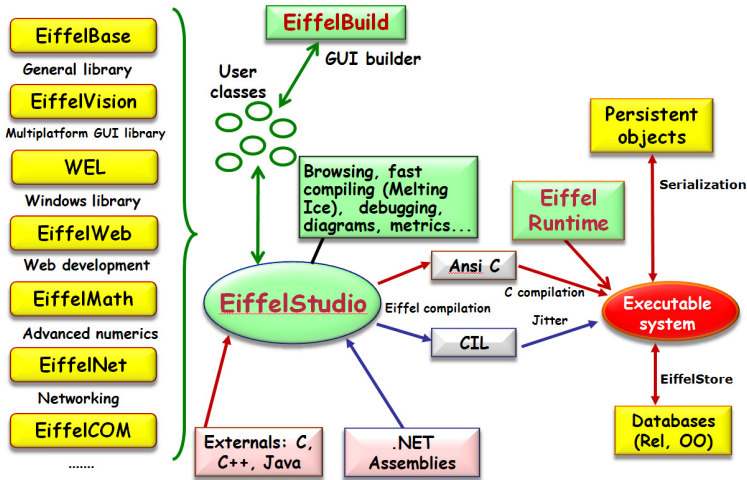 EiffelBase
General library
EiffelVision
Multiplatform GUI library
WEL
Windows library
EiffelWeb
Web development
EiffelMath
Advanced numerics
EiffelNet
Networking
EiffelCOM
.......
EiffelBuild
GUI builder
User
classes
Browsing, fast
compiling (Melting
Ice), debugging,
diagrams, metrics...
EiffelStudio
Eiffel compilation
Ansi C
C compilation
CIL
Jitter
Externals: C,
C++, Java
.NET
Assemblies
Eiffel
Runtime
Persistent
objects
Serialization
Executable
system
EiffelStore
Databases
(Rel, OO)